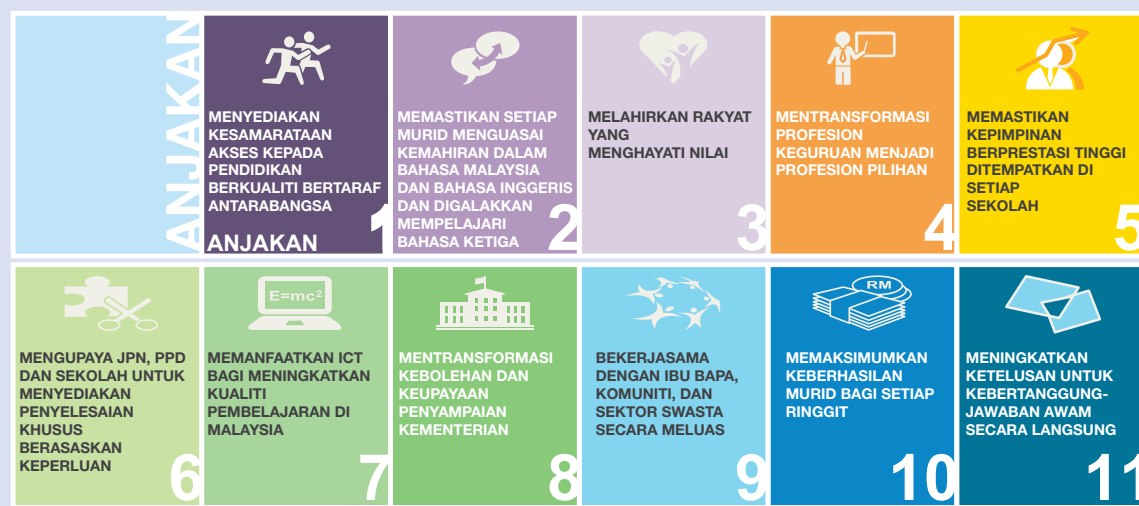 ANJAKAN
MENYEDIAKAN
KESAMARATAAN
AKSES KEPADA
PENDIDIKAN
BERKUALITI BERTARAF
ANTARABANGSA
ANJAKAN 1
MEMASTIKAN SETIAP
MURID MENGUASAI
KEMAHIRAN DALAM
BAHASA MALAYSIA
DAN BAHASA INGGERIS
DAN DIGALAKKAN
MEMPELAJARI
BAHASA KETIGA
2
MELAHIRKAN RAKYAT
YANG
MENGHAYATI NILAI
3
MENTRANSFORMASI
PROFESION
KEGURUAN MENJADI
PROFESION PILIHAN
4
MEMASTIKAN
KEPIMPINAN
BERPRESTASI TINGGI
DITEMPATKAN DI
SETIAP
SEKOLAH
5
MENGUPAYA JPN, PPD
DAN SEKOLAH UNTUK
MENYEDIAKAN
PENYELESAIAN
KHUSUS
BERASASKAN
KEPERLUAN
6
E=mc²
MEMANFAATKAN ICT
BAGI MENINGKATKAN
KUALITI
PEMBELAJARAN DI
MALAYSIA
7
MENTRANSFORMASI
KEBOLEHAN DAN
KEUPAYAAN
PENYAMPAIAN
KEMENTERIAN
8
BEKERJASAMA
DENGAN IBU BAPA,
KOMUNITI, DAN
SEKTOR SWASTA
SECARA MELUAS
9
RM
MEMAKSIMUMKAN
KEBERHASILAN
MURID BAGI SETIAP
RINGGIT
10
MENINGKATKAN
KETELUSAN UNTUK
KEBERTANGGUNG-
JAWABAN AWAM
SECARA LANGSUNG
11